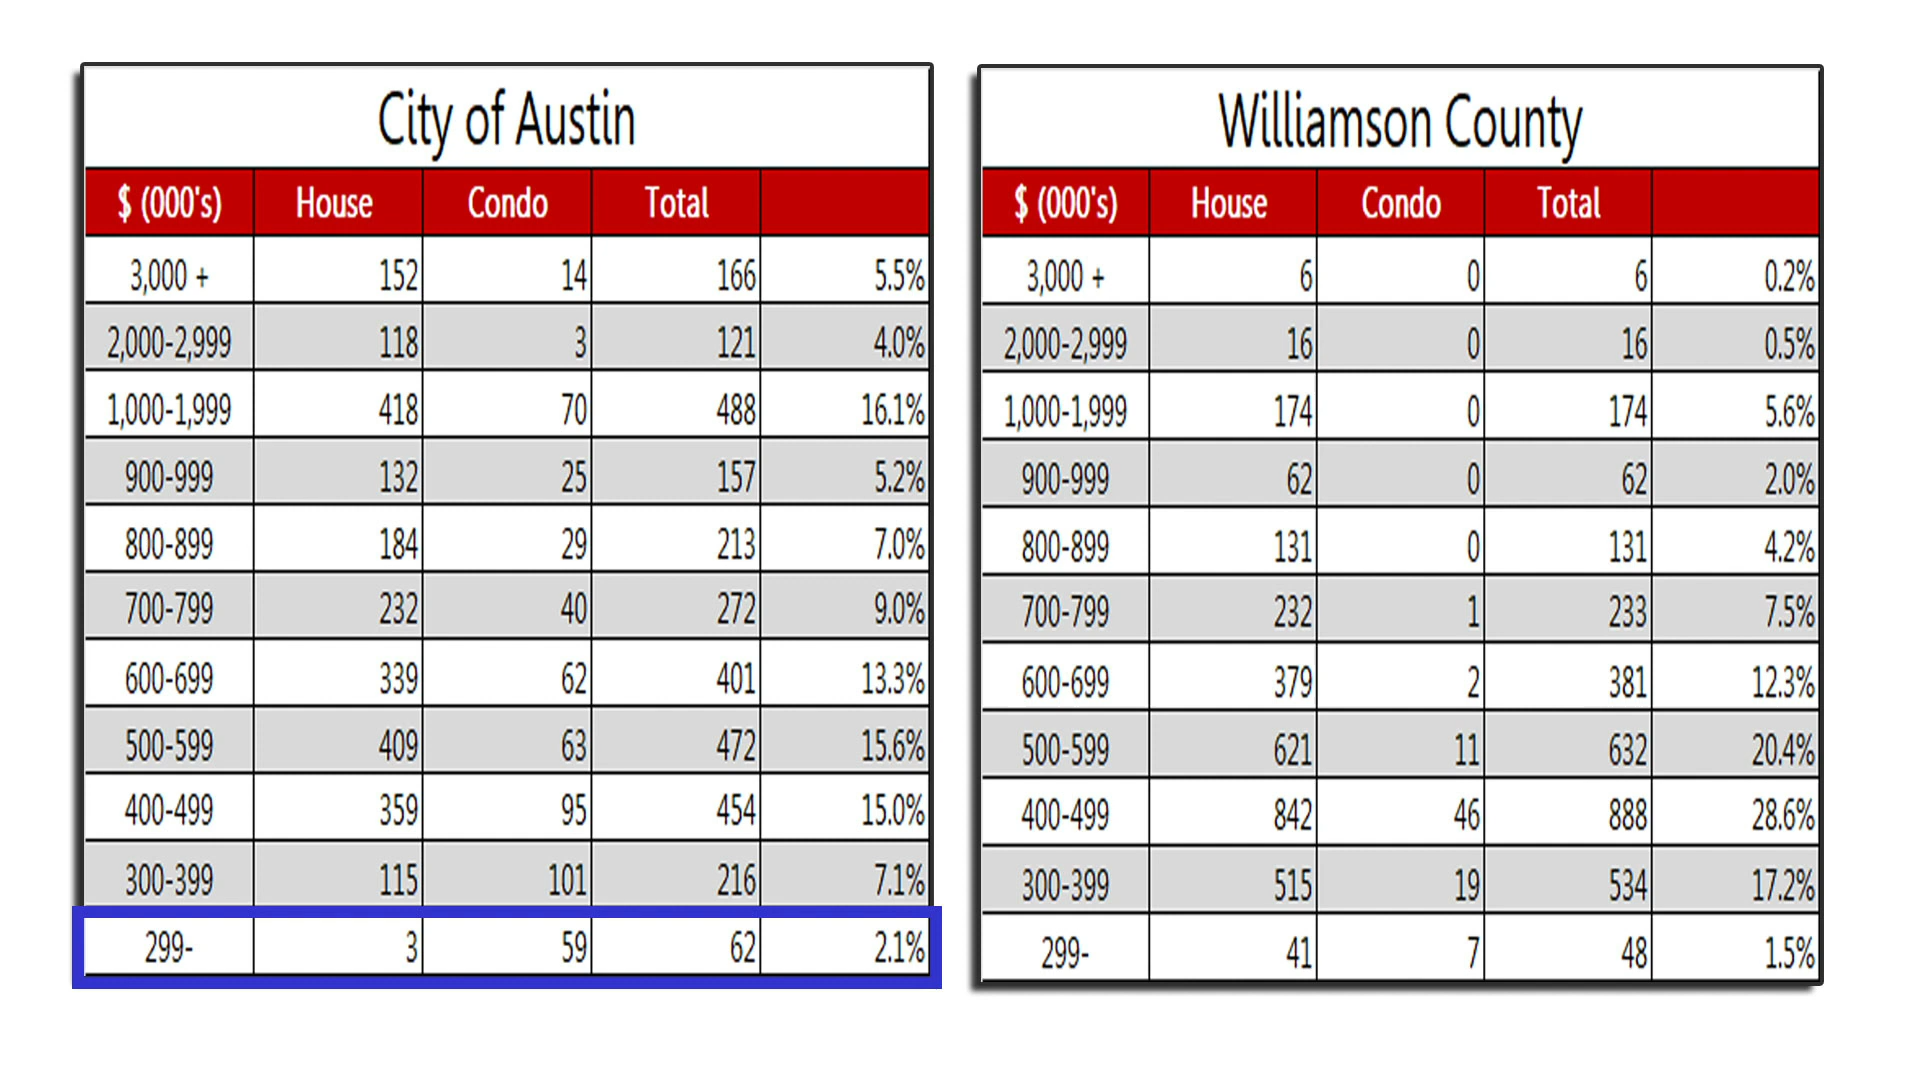 City of Austin
$ (000's) House Condo Total
3,000 + 152 14 166 5.5%
2,000-2,999 118 3 121 4.0%
1,000-1,999 418 70 488 16.1%
900-999 132 25 157 5.2%
800-899 184 29 213 7.0%
700-799 232 40 272 9.0%
600-699 339 62 401 13.3%
500-599 409 63 472 15.6%
400-499 359 95 454 15.0%
300-399 115 101 216 7.1%
299- 3 59 62 2.1%
Williamson County
$ (000's) House Condo Total
3,000 + 6 0 6 0.2%
2,000-2,999 16 0 16 0.5%
1,000-1,999 174 0 174 5.6%
900-999 62 0 62 2.0%
800-899 131 0 131 4.2%
700-799 232 1 233 7.5%
600-699 379 2 381 12.3%
500-599 621 11 632 20.4%
400-499 842 46 888 28.6%
300-399 515 19 534 17.2%
299- 41 7 48 1.5%